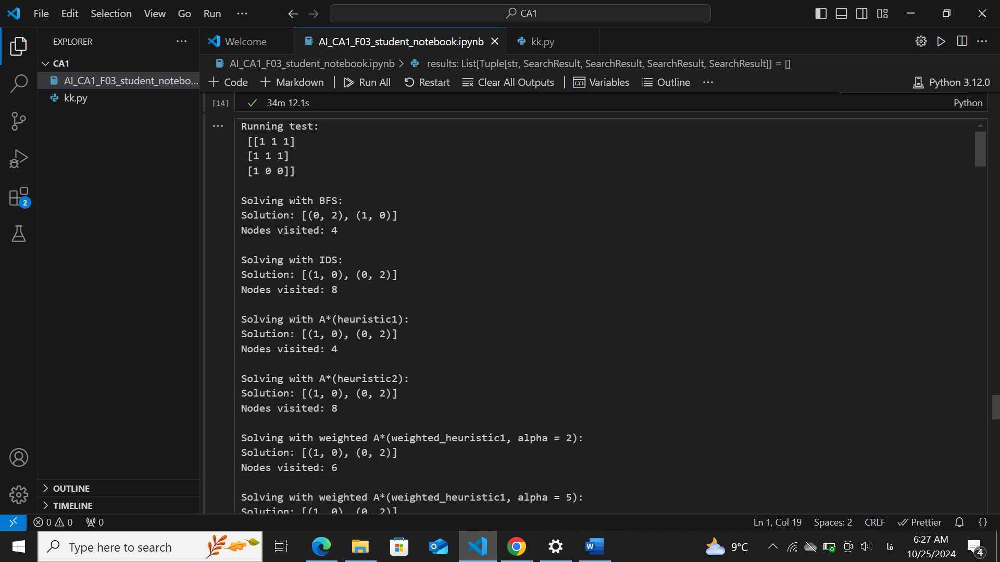 File Edit Selection View Go Run ··· CA1
EXPLORER ···
Welcome AI_CA1_F03_student_notebook.ipynb kk.py ···
CA1
AI_CA1_F03_student_notebo...
kk.py
AI_CA1_F03_student_notebook.ipynb > results: List[Tuple[str, SearchResult, SearchResult, SearchResult, SearchResult]] = []
+ Code + Markdown | Run All Restart Clear All Outputs | Variables Outline ··· Python 3.12.0
[14] 34m 12.1s Python
···
Running test:
[[1 1 1]
[1 1 1]
[1 0 0]]
Solving with BFS:
Solution: [(0, 2), (1, 0)]
Nodes visited: 4
Solving with IDS:
Solution: [(1, 0), (0, 2)]
Nodes visited: 8
Solving with A*(heuristic1):
Solution: [(1, 0), (0, 2)]
Nodes visited: 4
Solving with A*(heuristic2):
Solution: [(1, 0), (0, 2)]
Nodes visited: 8
Solving with weighted A*(weighted_heuristic1, alpha = 2):
Solution: [(1, 0), (0, 2)]
Nodes visited: 6
Solving with weighted A*(weighted_heuristic1, alpha = 5):
Solution: [(1, 0), (0, 2)]
2
OUTLINE
TIMELINE
0 0 0 Ln 1, Col 19 Spaces: 2 CRLF Prettier {}
Type here to search 9°C فا 6:27 AM
10/25/2024 4